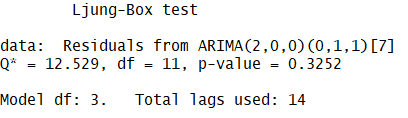 Ljung-Box test
data:  Residuals from ARIMA(2,0,0)(0,1,1)[7]
Q* = 12.529, df = 11, p-value = 0.3252
Model df: 3.   Total lags used: 14